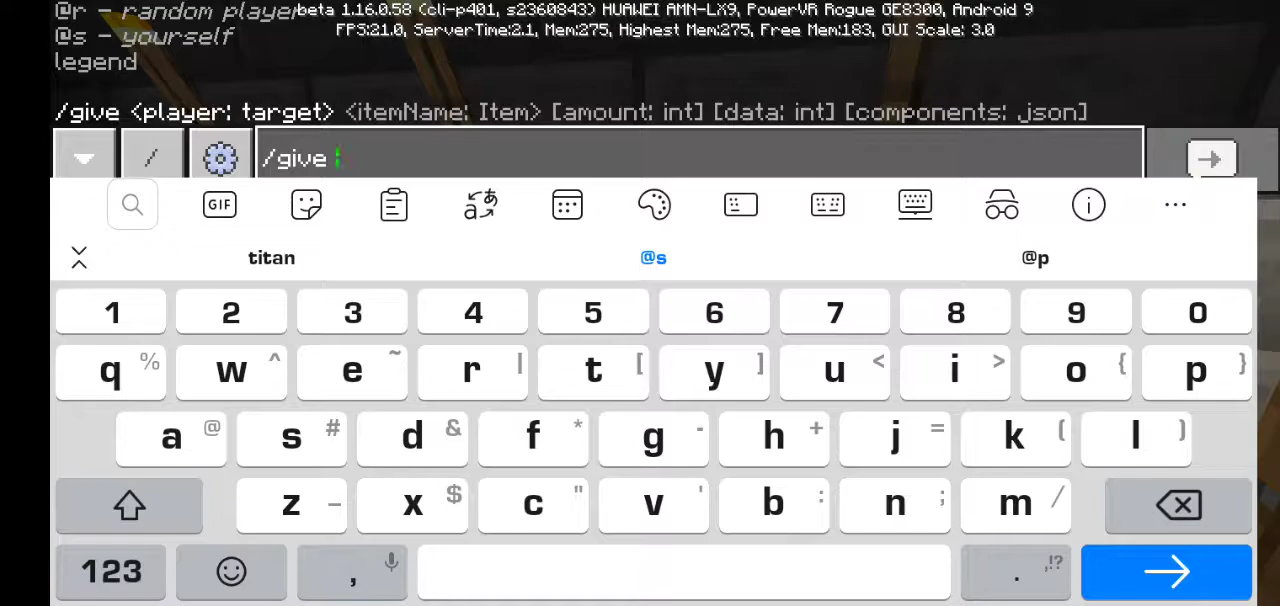 @r - random player
beta 1.16.0.58 (cli-p401, s2360843) HUAWEI AMN-LX9, PowerVR Rogue GE8300, Android 9
@s - yourself
FPS:21.0, ServerTime:2.1, Mem:275, Highest Mem:275, Free Mem:183, GUI Scale: 3.0
legend
/give <player: target> <itemName: Item> [amount: int] [data: int] [components: json]
/ /give
GIF aあ
titan @s @p
1 2 3 4 5 6 7 8 9 0
q % w ^ e ~ r | t [ y ] u < i > o { p }
a @ s # d & f * g - h + j = k ( l )
z _ x $ c " v ' b : n ; m /
123 , . ,!?